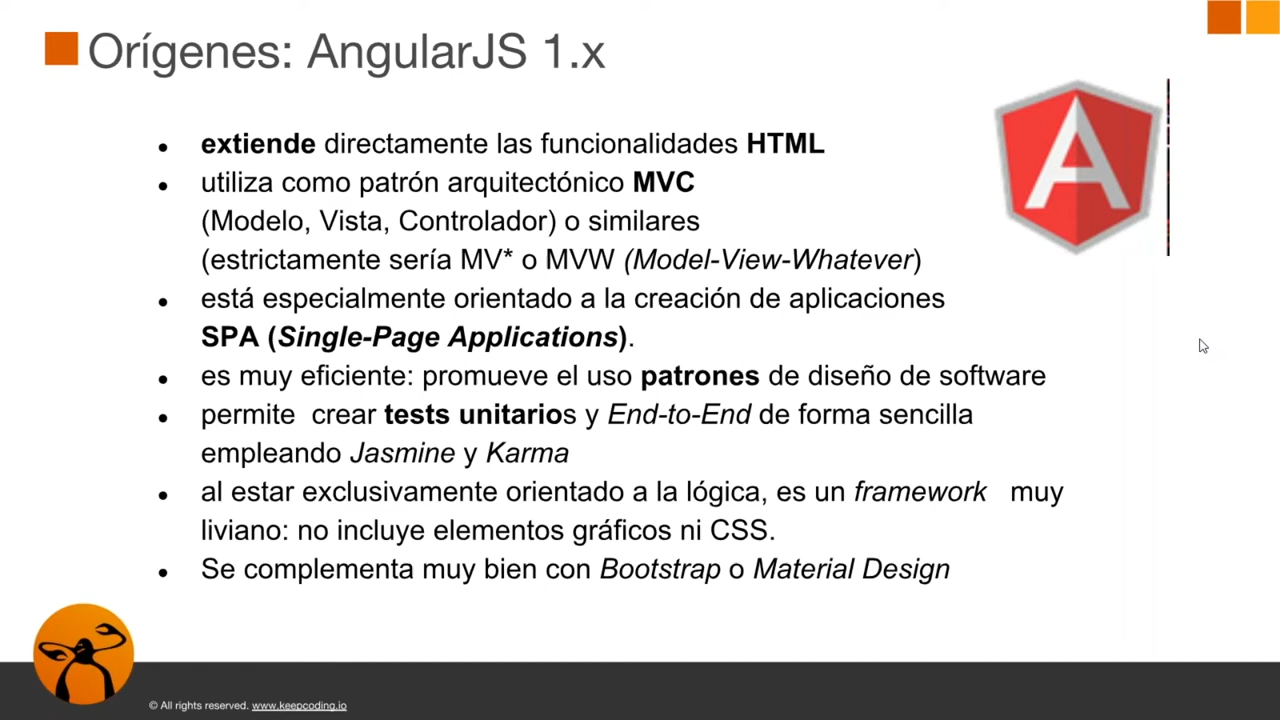 Orígenes: AngularJS 1.x
extiende directamente las funcionalidades HTML
utiliza como patrón arquitectónico MVC
(Modelo, Vista, Controlador) o similares
(estrictamente sería MV* o MVW (Model-View-Whatever)
está especialmente orientado a la creación de aplicaciones
SPA (Single-Page Applications).
es muy eficiente: promueve el uso patrones de diseño de software
permite crear tests unitarios y End-to-End de forma sencilla
empleando Jasmine y Karma
al estar exclusivamente orientado a la lógica, es un framework muy
liviano: no incluye elementos gráficos ni CSS.
Se complementa muy bien con Bootstrap o Material Design
A
© All rights reserved. www.keepcoding.io